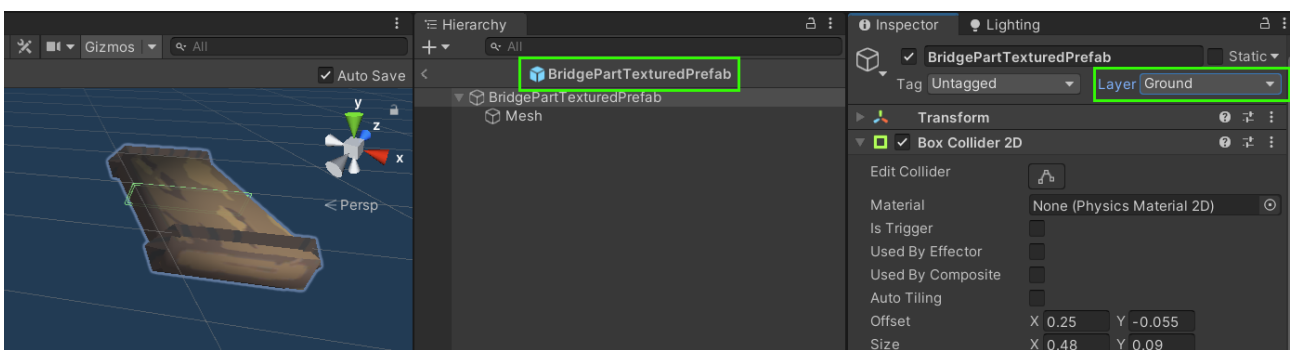 Gizmos All
Auto Save
y
z
x
Persp
Hierarchy
All
BridgePartTexturedPrefab
BridgePartTexturedPrefab
Mesh
Inspector Lighting
BridgePartTexturedPrefab Static
Tag Untagged Layer Ground
Transform
Box Collider 2D
Edit Collider
Material None (Physics Material 2D)
Is Trigger
Used By Effector
Used By Composite
Auto Tiling
Offset X 0.25 Y -0.055
Size X 0.48 Y 0.09